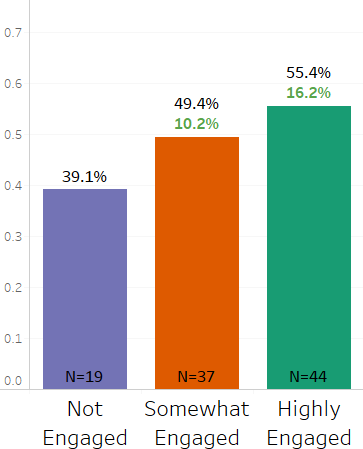 0.7
0.6
0.5
0.4
0.3
0.2
0.1
0.0
39.1%
49.4%
10.2%
55.4%
16.2%
N=19
N=37
N=44
Not
Engaged
Somewhat
Engaged
Highly
Engaged